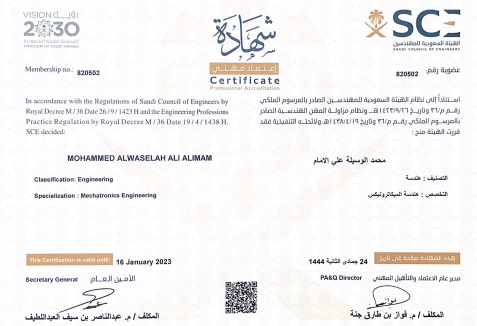 VISION رؤية
2030
المملكة العربية السعودية
KINGDOM OF SAUDI ARABIA
شهادة
اعتماد مهني
Certificate
Professional Accreditation
SCE
الهيئة السعودية للمهندسين
SAUDI COUNCIL OF ENGINEERS
Membership no.: 820502
عضوية رقم: 820502
In accordance with the Regulations of Saudi Council of Engineers by
Royal Decree M / 36 Date 26 / 9 / 1423 H and the Engineering Professions
Practice Regulation by Royal Decree M / 36 Date 19 / 4 / 1438 H.
SCE decided:
استناداً إلى نظام الهيئة السعودية للمهندسين الصادر بالمرسوم الملكي
رقم م/٣٦ وتاريخ ١٤٢٣/٩/٢٦هـ ونظام مزاولة المهن الهندسية الصادر
بالمرسوم الملكي رقم م/٣٦ وتاريخ ١٤٣٨/٤/١٩هـ ولائحته التنفيذية فقد
قررت الهيئة منح :
MOHAMMED ALWASELAH ALI ALIMAM
محمد الوسيلة علي الامام
Classification: Engineering
التصنيف : هندسة
Specialization : Mechatronics Engineering
التخصص : هندسة الميكاترونيكس
This Certification is valid until: 16 January 2023
هذه الشهادة صالحة إلى تاريخ 24 جمادى الثانية 1444
Secretary General الأمين العام
PA&Q Director مدير عام الاعتماد والتأهيل المهني
المكلف / م. عبدالناصر بن سيف العبداللطيف
المكلف / م. فواز بن طارق جنة